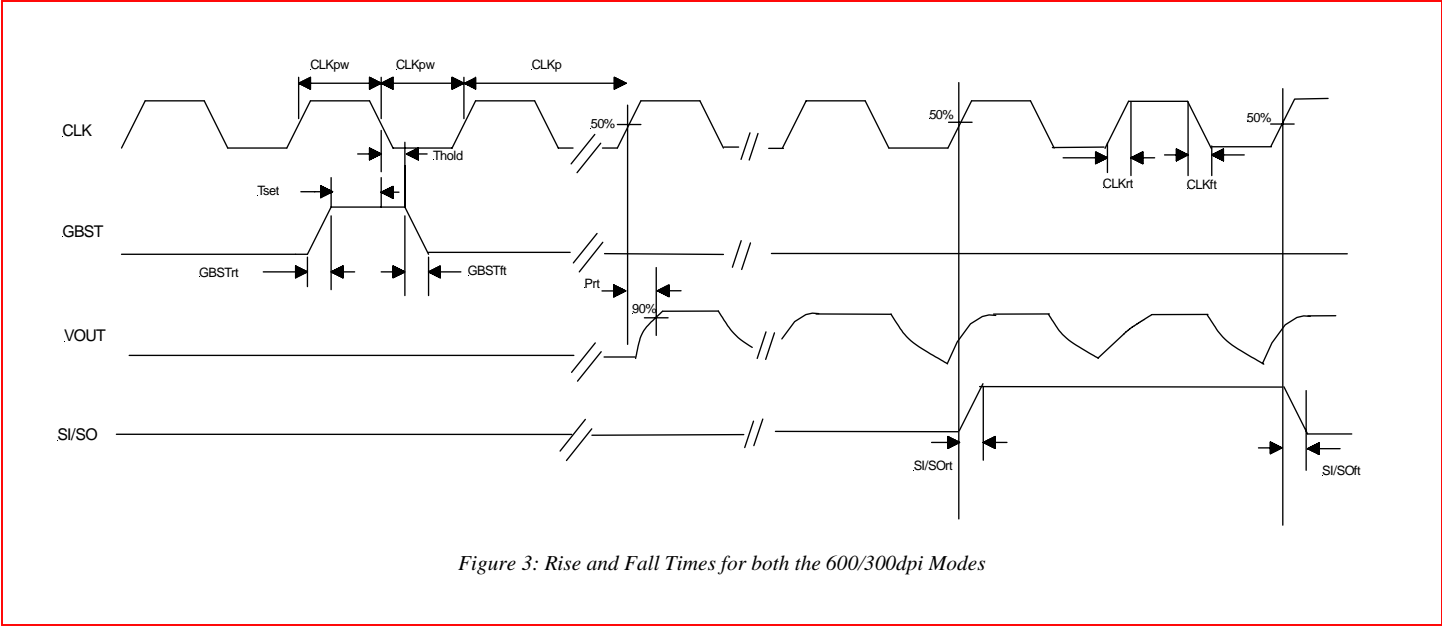 CLKpw CLKpw CLKp
CLK 50% 50% 50%
Thold
CLKrt CLKft
Tset
GBST
GBSTrt GBSTft
Prt
90%
VOUT
SI/SO
SI/SOrt SI/SOft
Figure 3: Rise and Fall Times for both the 600/300dpi Modes